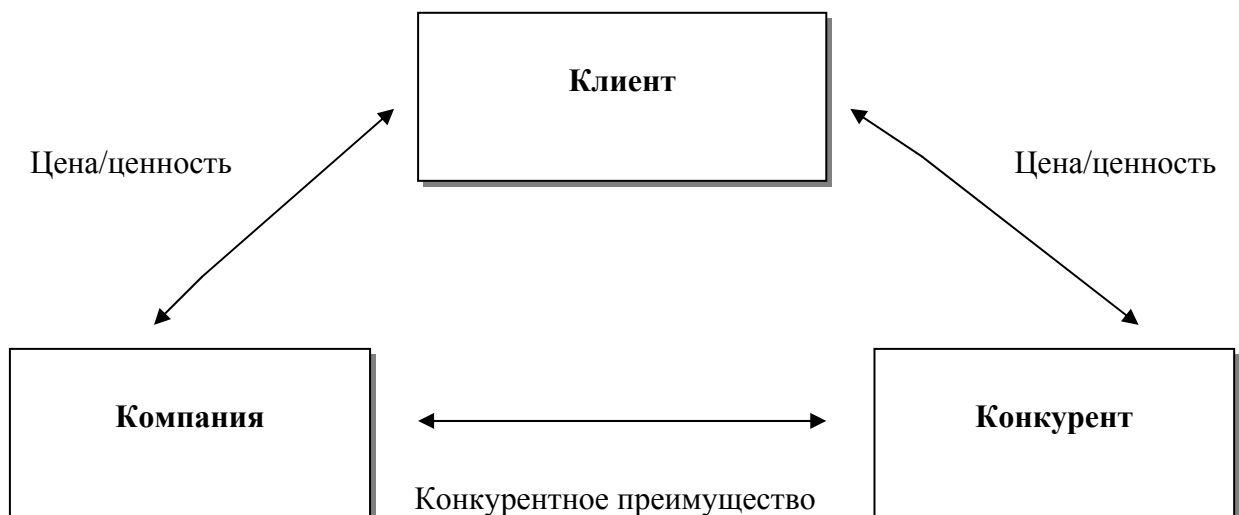 Клиент
Цена/ценность
Цена/ценность
Компания
Конкурент
Конкурентное преимущество